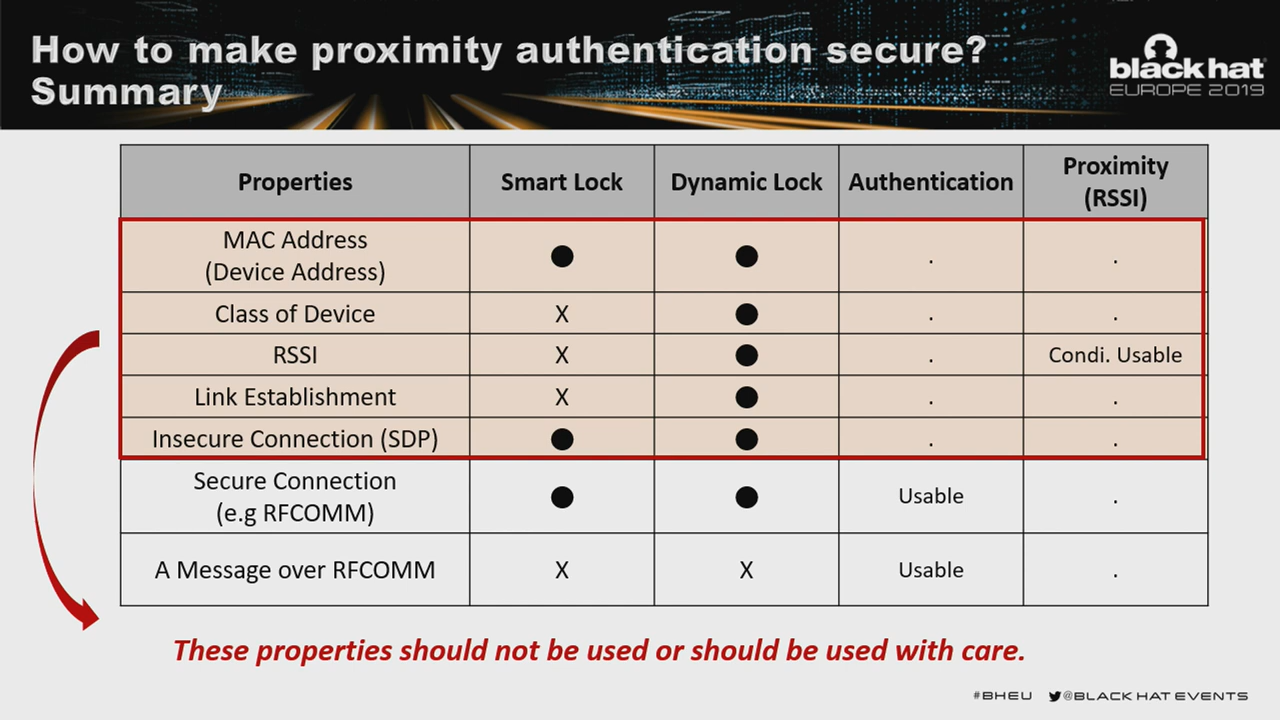 How to make proximity authentication secure?
Summary
black hat
EUROPE 2019
Properties
Smart Lock
Dynamic Lock
Authentication
Proximity
(RSSI)
MAC Address
(Device Address)
●
●
.
.
Class of Device
X
●
.
.
RSSI
X
●
.
Condi. Usable
Link Establishment
X
●
.
.
Insecure Connection (SDP)
●
●
.
.
Secure Connection
(e.g RFCOMM)
●
●
Usable
.
A Message over RFCOMM
X
X
Usable
.
These properties should not be used or should be used with care.
#BHEU @BLACK HAT EVENTS